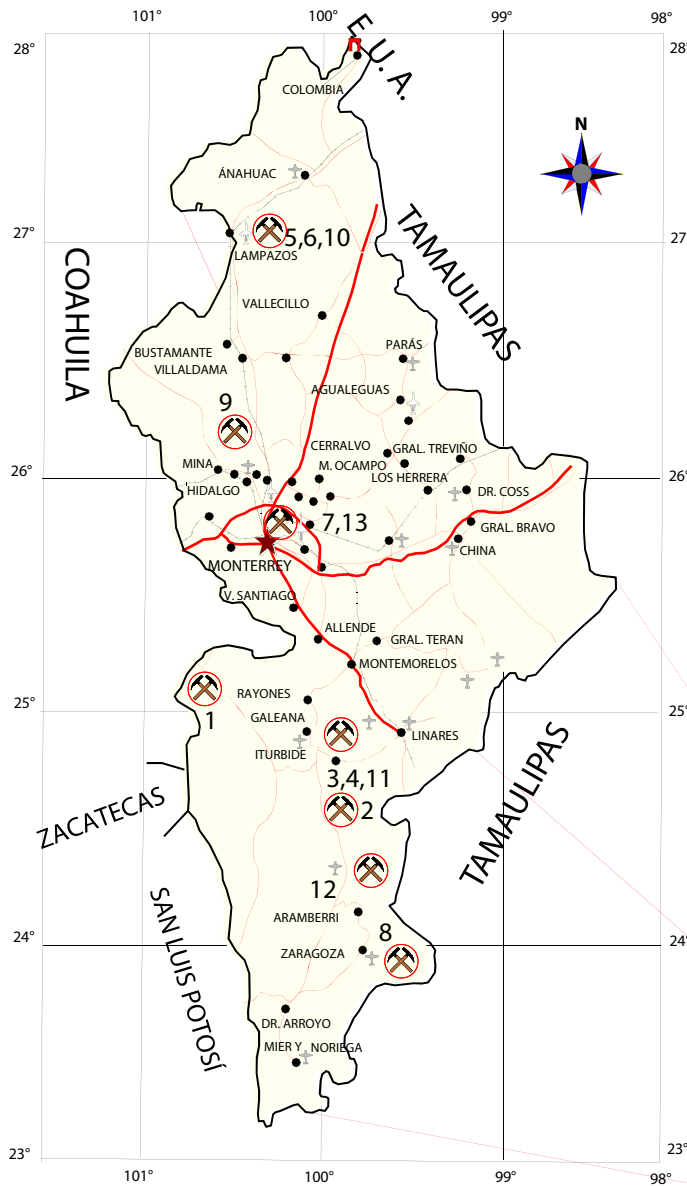 101°
100°
99°
98°
28°
28°
E. U. A.
COLOMBIA
N
ÁNAHUAC
27°
27
5,6,10
LAMPAZOS
TAMAULIPAS
COAHUILA
VALLECILLO
BUSTAMANTE
PARÁS
VILLALDAMA
AGUALEGUAS
9
CERRALVO
GRAL. TREVIÑO
MINA
M. OCAMPO
26°
26°
LOS HERRERA
HIDALGO
DR. COSS
7,13
GRAL. BRAVO
CHINA
MONTERREY
V. SANTIAGO
ALLENDE
GRAL. TERAN
MONTEMORELOS
RAYONES
25°
25°
1
GALEANA
LINARES
ITURBIDE
3,4,11
2
ZACATECAS
TAMAULIPAS
12
ARAMBERRI
8
24°
24°
ZARAGOZA
SAN LUIS POTOSÍ
DR. ARROYO
MIER Y NORIEGA
23°
23°
101°
100°
99°
98°